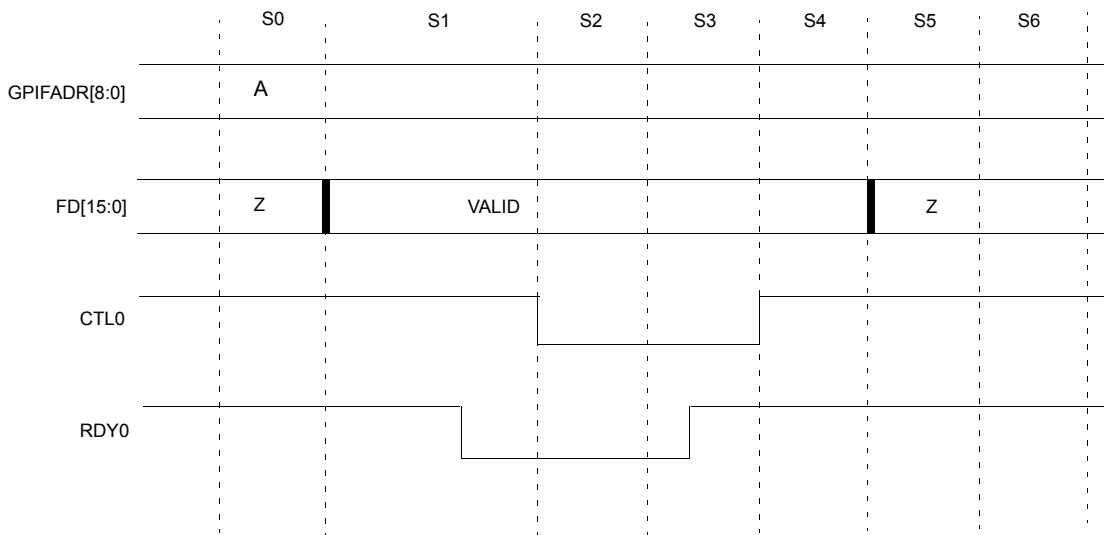 S0 S1 S2 S3 S4 S5 S6
GPIFADR[8:0] A
FD[15:0] Z VALID Z
CTL0
RDY0